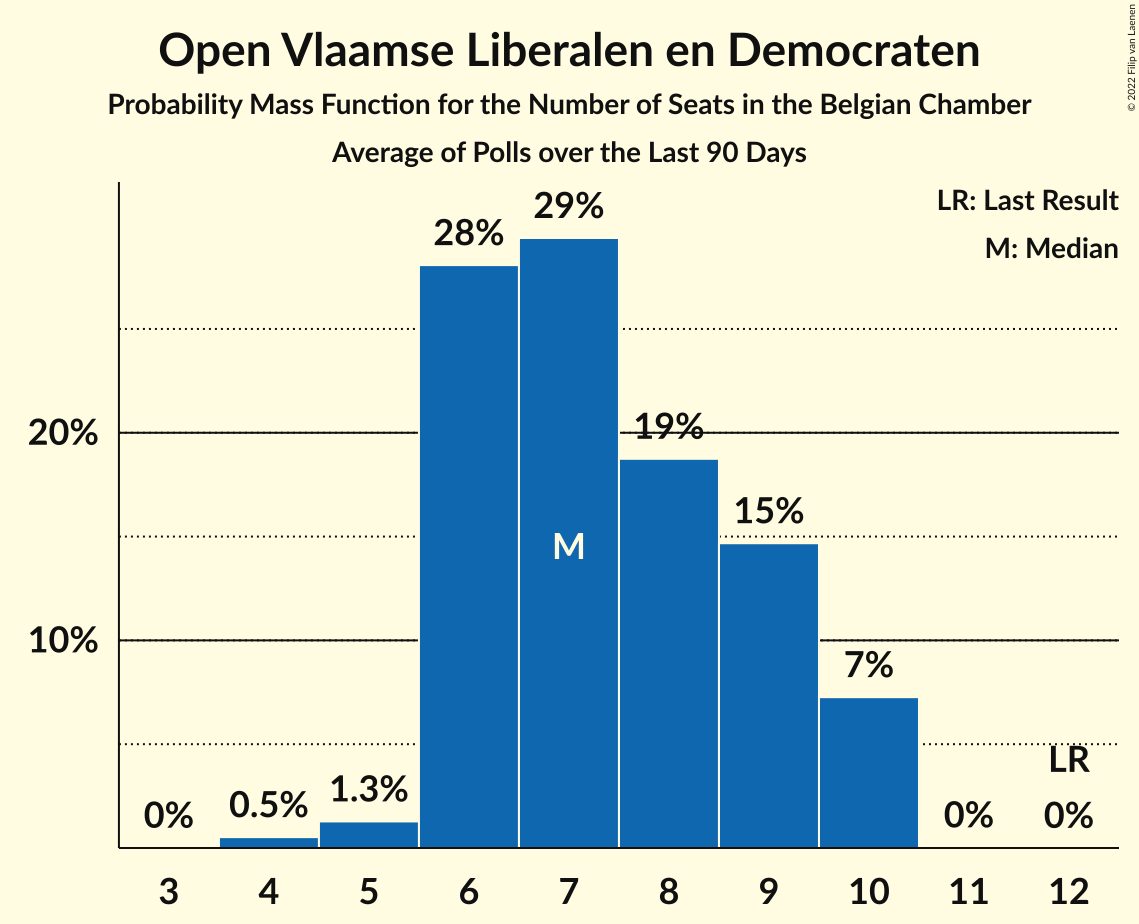 Open Vlaamse Liberalen en Democraten
Probability Mass Function for the Number of Seats in the Belgian Chamber
Average of Polls over the Last 90 Days
© 2022 Filip van Laenen
LR: Last Result
M: Median
29%
28%
20%
19%
15%
M
10%
7%
LR
1.3%
0.5%
0%
0%
0%
3 4 5 6 7 8 9 10 11 12